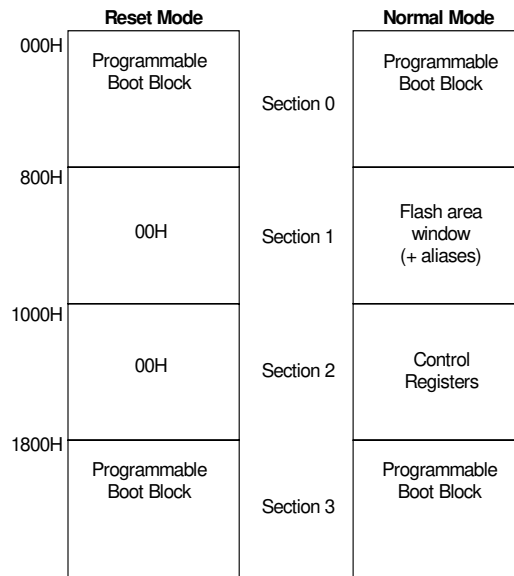 Reset Mode
Normal Mode
000H
Programmable
Boot Block
Section 0
Programmable
Boot Block
800H
00H
Section 1
Flash area
window
(+ aliases)
1000H
00H
Section 2
Control
Registers
1800H
Programmable
Boot Block
Section 3
Programmable
Boot Block